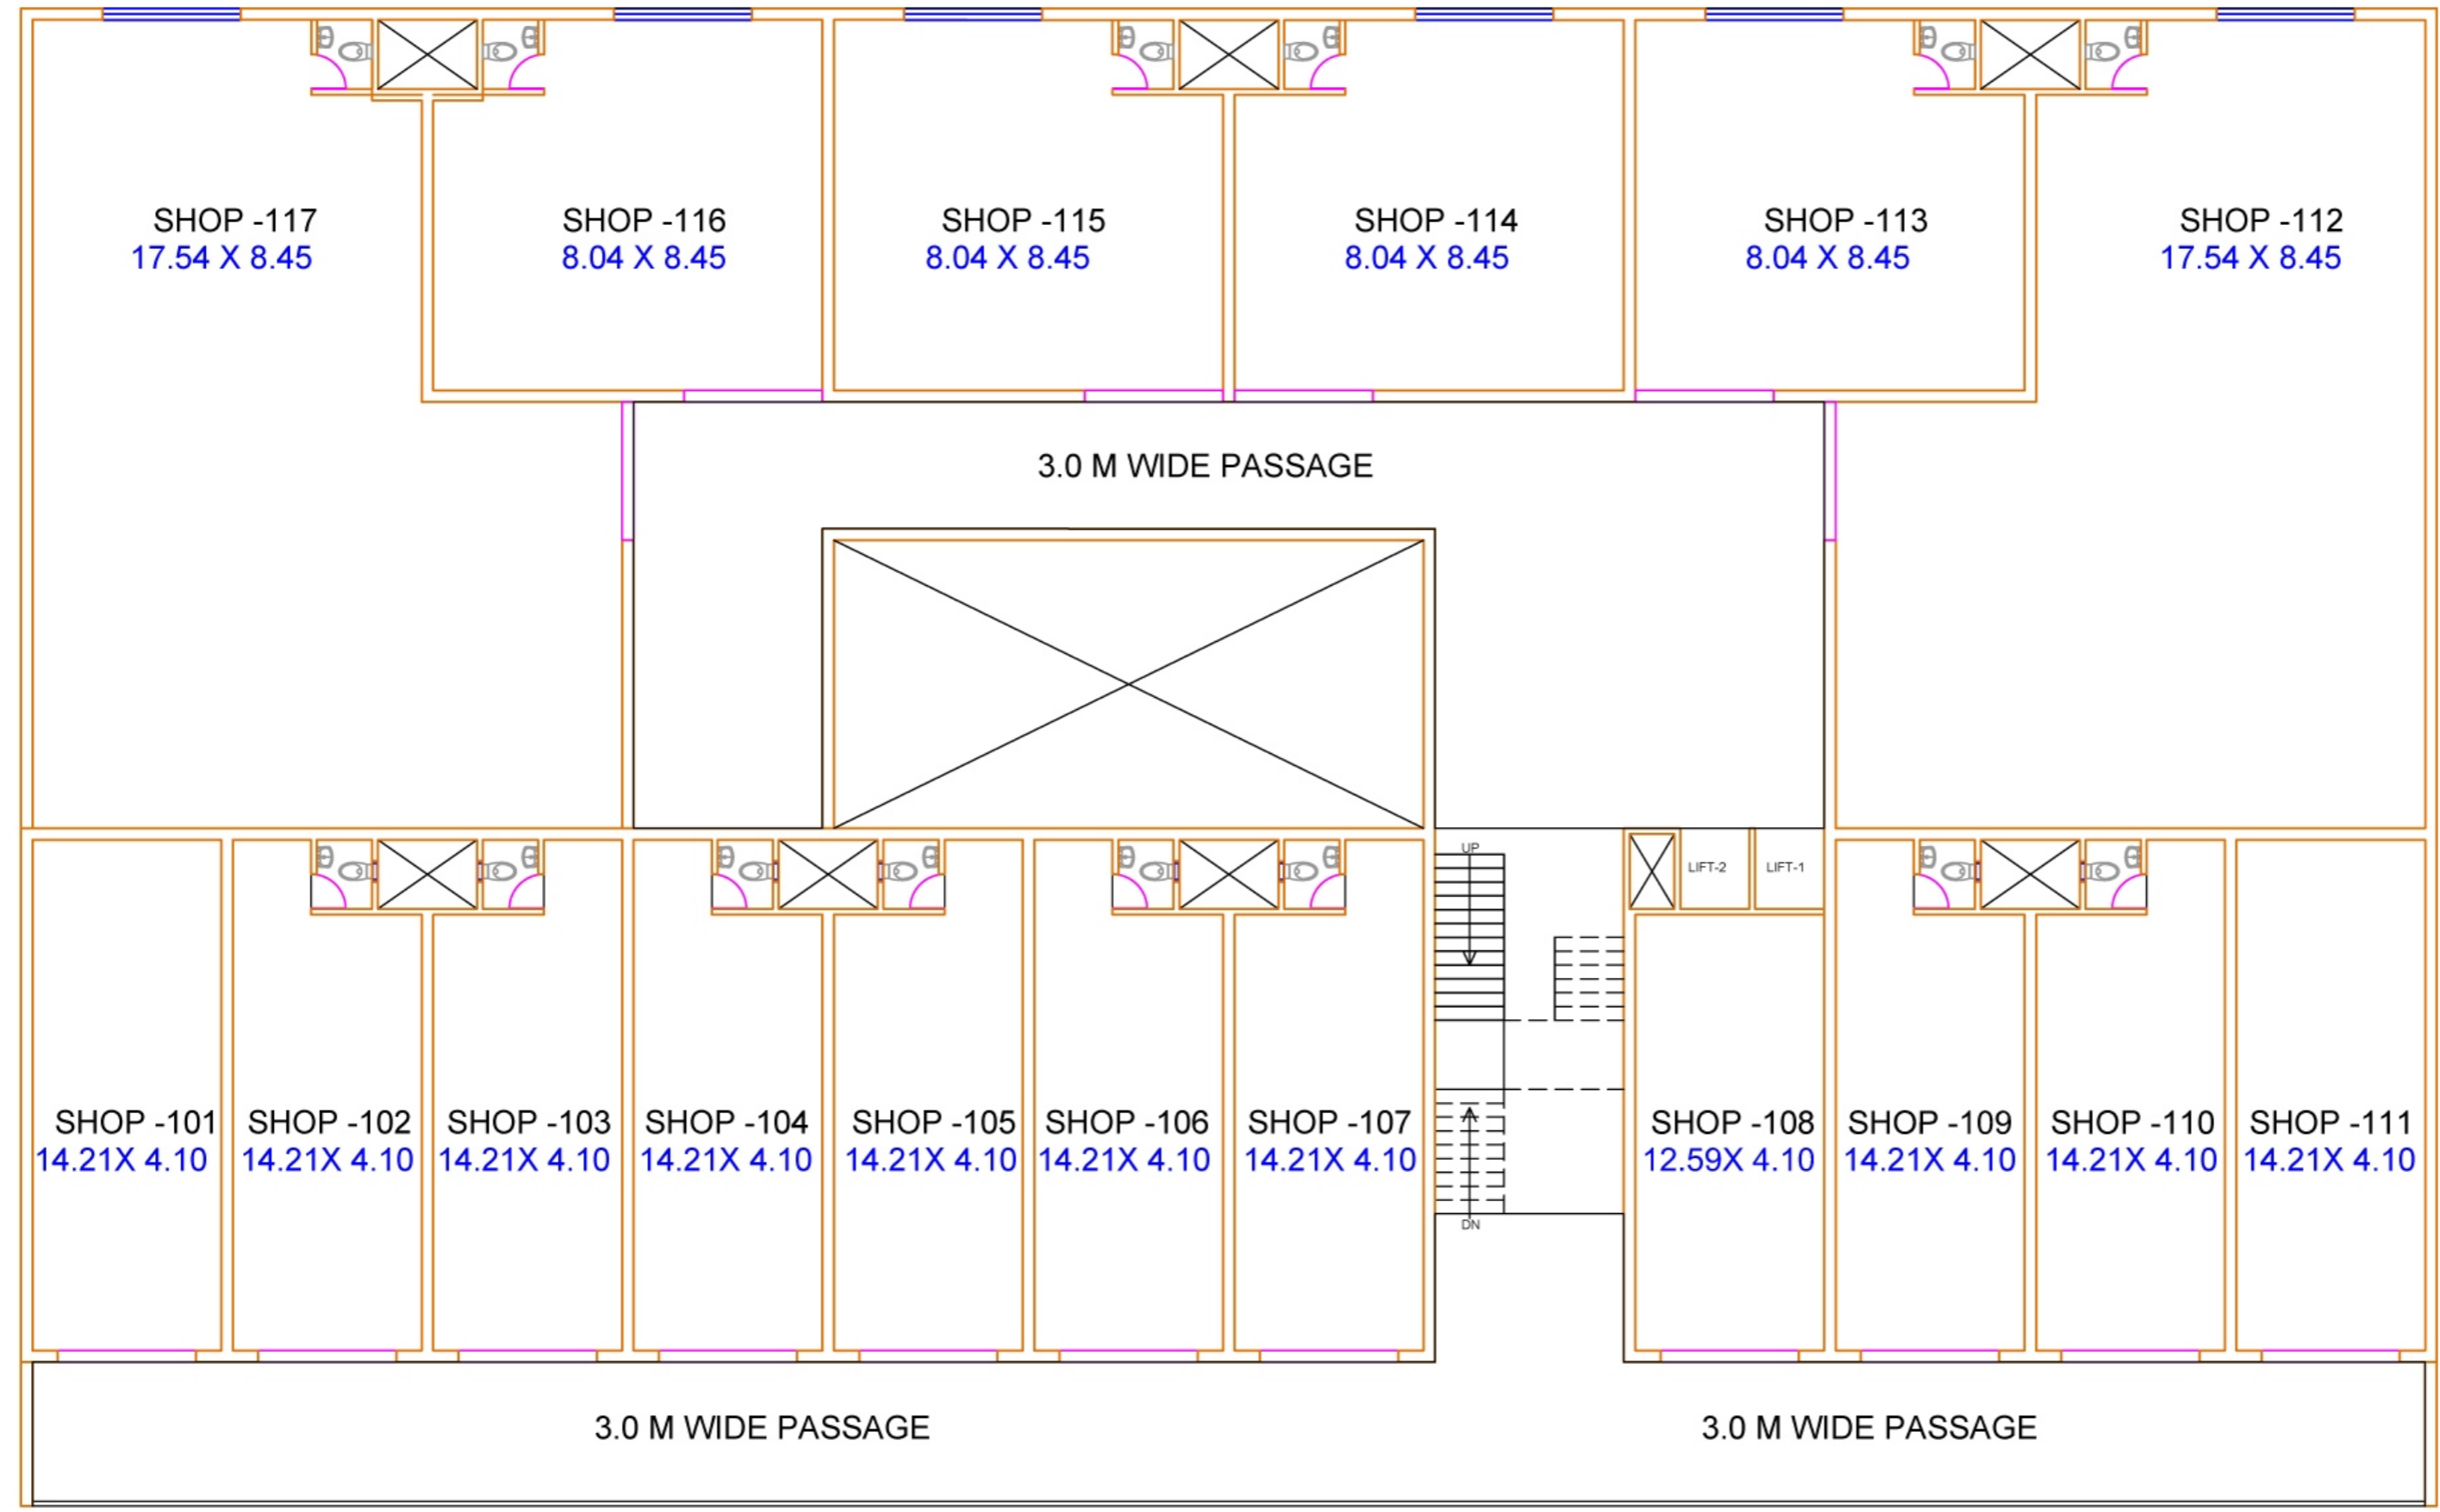 SHOP -117
17.54 X 8.45
SHOP -116
8.04 X 8.45
SHOP -115
8.04 X 8.45
SHOP -114
8.04 X 8.45
SHOP -113
8.04 X 8.45
SHOP -112
17.54 X 8.45
3.0 M WIDE PASSAGE
UP
LIFT-2
LIFT-1
SHOP -101
14.21X 4.10
SHOP -102
14.21X 4.10
SHOP -103
14.21X 4.10
SHOP -104
14.21X 4.10
SHOP -105
14.21X 4.10
SHOP -106
14.21X 4.10
SHOP -107
14.21X 4.10
SHOP -108
12.59X 4.10
SHOP -109
14.21X 4.10
SHOP -110
14.21X 4.10
SHOP -111
14.21X 4.10
DN
3.0 M WIDE PASSAGE
3.0 M WIDE PASSAGE